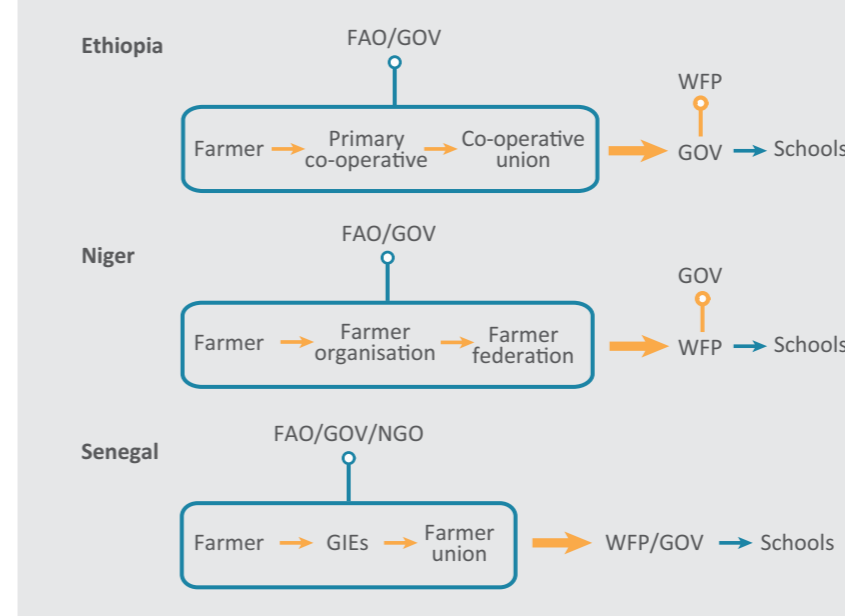 Ethiopia
FAO/GOV
WFP
Farmer
Primary
co-operative
Co-operative
union
GOV
Schools
Niger
FAO/GOV
GOV
Farmer
Farmer
organisation
Farmer
federation
WFP
Schools
Senegal
FAO/GOV/NGO
Farmer
GIEs
Farmer
union
WFP/GOV
Schools